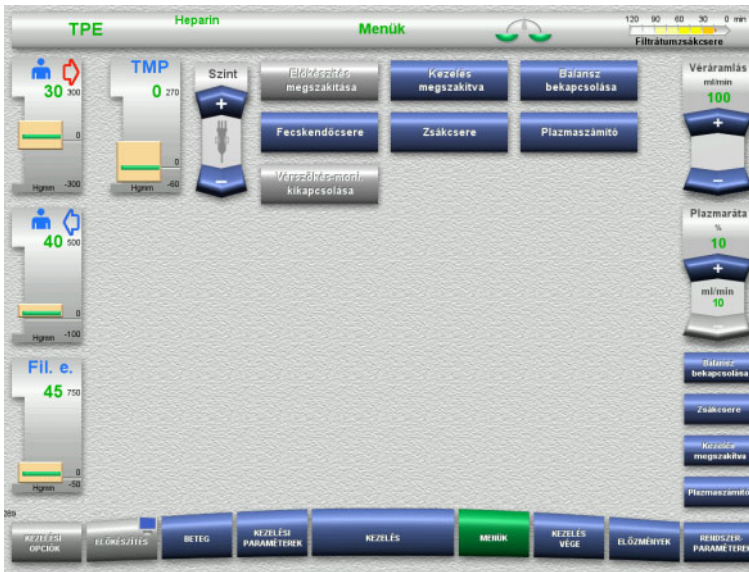 TPE
Heparin
Menük
120 90 60 30 0 min
Filtrátumzsákcsere
30 300
0
Hgmm -300
TMP
0 270
0
Hgmm -60
Szint
+
−
Előkészítés
megszakítása
Kezelés
megszakítva
Balansz
bekapcsolása
Fecskendőcsere
Zsákcsere
Plazmaszámító
Vérszökés-moni.
kikapcsolása
Véráramlás
ml/min
100
+
−
40 500
0
Hgmm -100
Plazmaráta
%
10
+
ml/min
10
−
Fil. e.
45 750
0
Hgmm -50
Balansz
bekapcsolása
Zsákcsere
Kezelés
megszakítva
Plazmaszámító
289
KEZELÉSI
OPCIÓK
ELŐKÉSZÍTÉS
BETEG
KEZELÉSI
PARAMÉTEREK
KEZELÉS
MENÜK
KEZELÉS
VÉGE
ELŐZMÉNYEK
RENDSZER-
PARAMÉTEREK